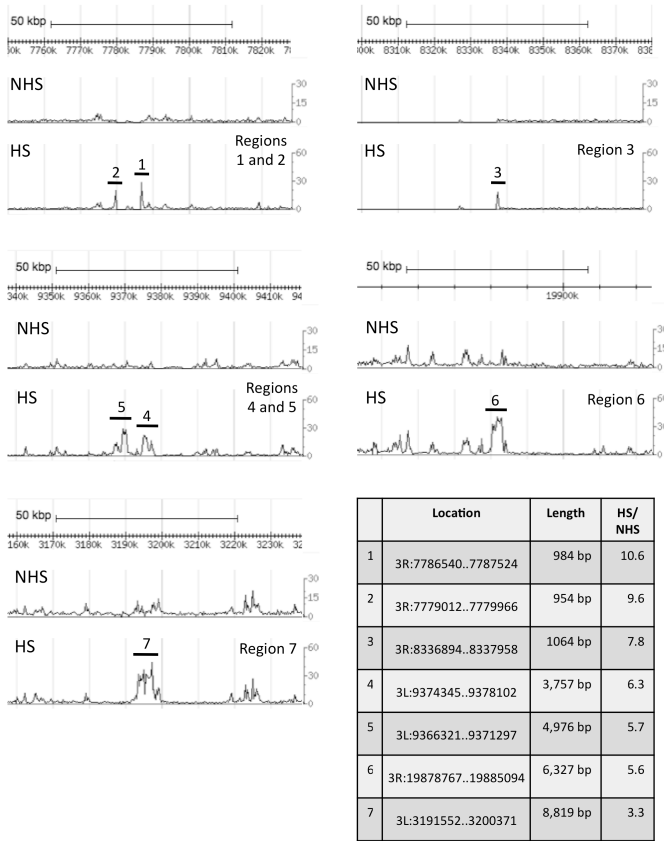 50 kbp
50 kbp
0k 7760k 7770k 7780k 7790k 7800k 7810k 7820k 7
300k 8310k 8320k 8330k 8340k 8350k 8360k 836
NHS
30
15
0
NHS
30
15
0
HS
Regions
1 and 2
60
30
0
2
1
HS
Region 3
60
30
0
3
50 kbp
50 kbp
340k 9350k 9360k 9370k 9380k 9390k 9400k 9410k 94
19900k
NHS
30
15
0
NHS
30
15
0
HS
Regions
4 and 5
60
30
0
5
4
HS
Region 6
60
30
0
6
50 kbp
160k 3170k 3180k 3190k 3200k 3210k 3220k 3230k 32
NHS
30
15
0
HS
Region 7
60
30
0
7
Location Length HS/
NHS
1 3R:7786540..7787524 984 bp 10.6
2 3R:7779012..7779966 954 bp 9.6
3 3R:8336894..8337958 1064 bp 7.8
4 3L:9374345..9378102 3,757 bp 6.3
5 3L:9366321..9371297 4,976 bp 5.7
6 3R:19878767..19885094 6,327 bp 5.6
7 3L:3191552..3200371 8,819 bp 3.3